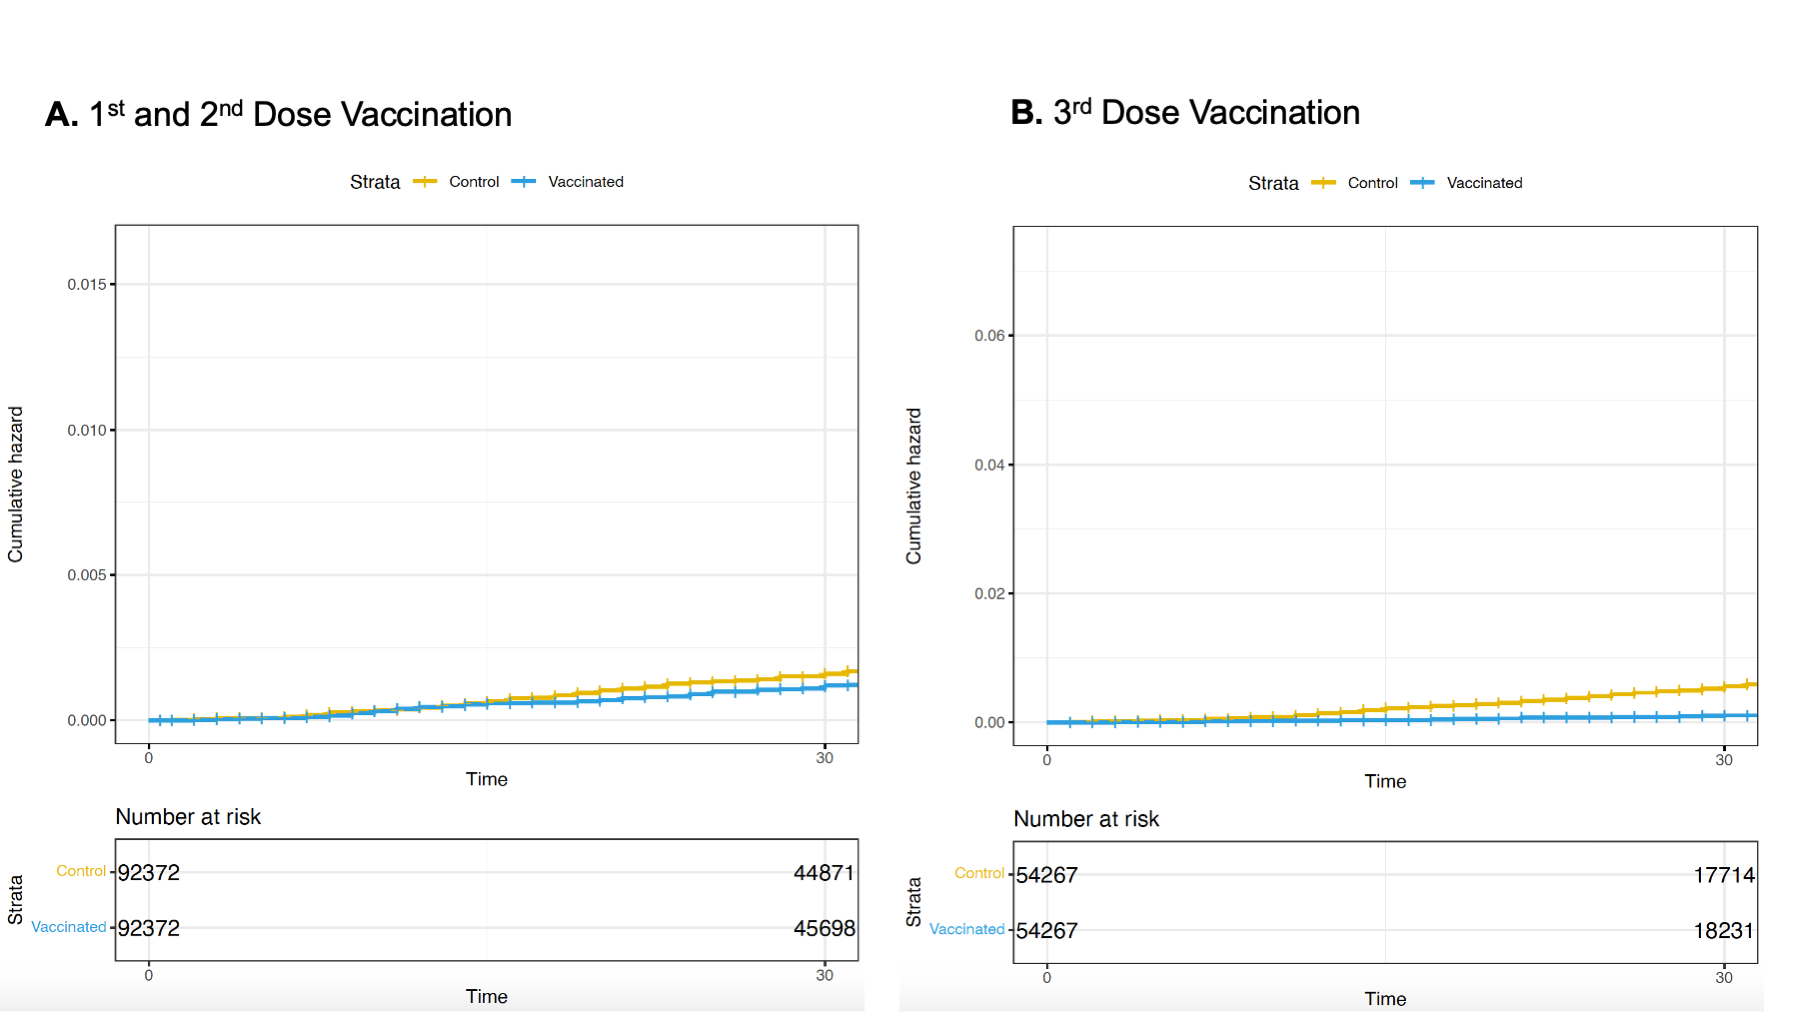 A. 1st and 2nd Dose Vaccination
Strata Control Vaccinated
Cumulative hazard
0.015
0.010
0.005
0.000
0 30
Time
Number at risk
Strata
Control 92372 44871
Vaccinated 92372 45698
0 30
Time
B. 3rd Dose Vaccination
Strata Control Vaccinated
Cumulative hazard
0.06
0.04
0.02
0.00
0 30
Time
Number at risk
Strata
Control 54267 17714
Vaccinated 54267 18231
0 30
Time